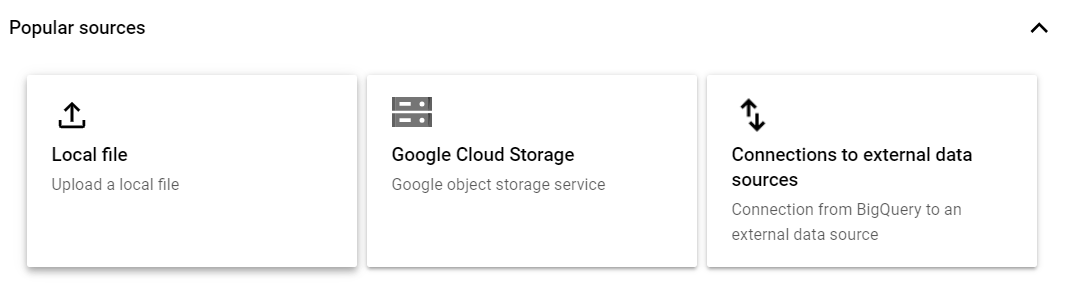 Popular sources
Local file
Upload a local file
Google Cloud Storage
Google object storage service
Connections to external data
sources
Connection from BigQuery to an
external data source